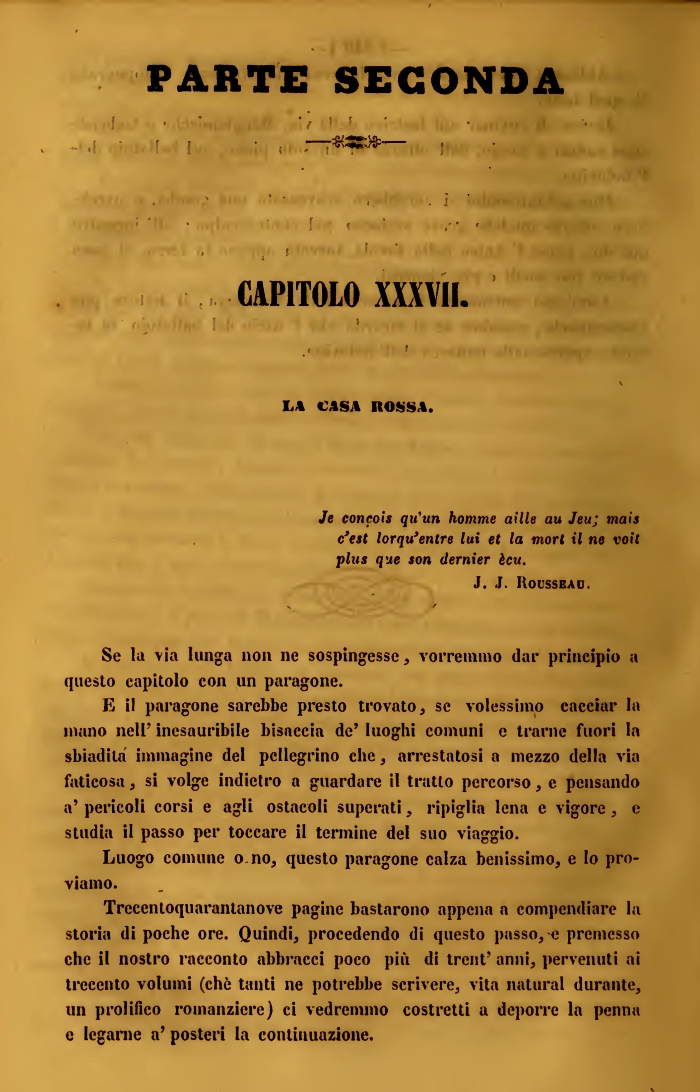 PARTE SECONDA
CAPITOLO XXXVII.
LA CASA ROSSA.
Je conçois qu'un homme aille au Jeu; mais
c'est lorqu'entre lui et la mort il ne voit
plus que son dernier ècu.
J. J. ROUSSEAU.
Se la via lunga non ne sospingesse, vorremmo dar principio a
questo capitolo con un paragone.
E il paragone sarebbe presto trovato, se volessimo cacciar la
mano nell' inesauribile bisaccia de' luoghi comuni e trarne fuori la
sbiadita immagine del pellegrino che, arrestatosi a mezzo della via
faticosa, si volge indietro a guardare il tratto percorso, e pensando
a' pericoli corsi e agli ostacoli superati, ripiglia lena e vigore, e
studia il passo per toccare il termine del suo viaggio.
Luogo comune o no, questo paragone calza benissimo, e lo pro-
viamo.
Trecentoquarantanove pagine bastarono appena a compendiare la
storia di poche ore. Quindi, procedendo di questo passo, e premesso
che il nostro racconto abbracci poco più di trent' anni, pervenuti ai
trecento volumi (chè tanti ne potrebbe scrivere, vita natural durante,
un prolifico romanziere) ci vedremmo costretti a deporre la penna
e legarne a' posteri la continuazione.